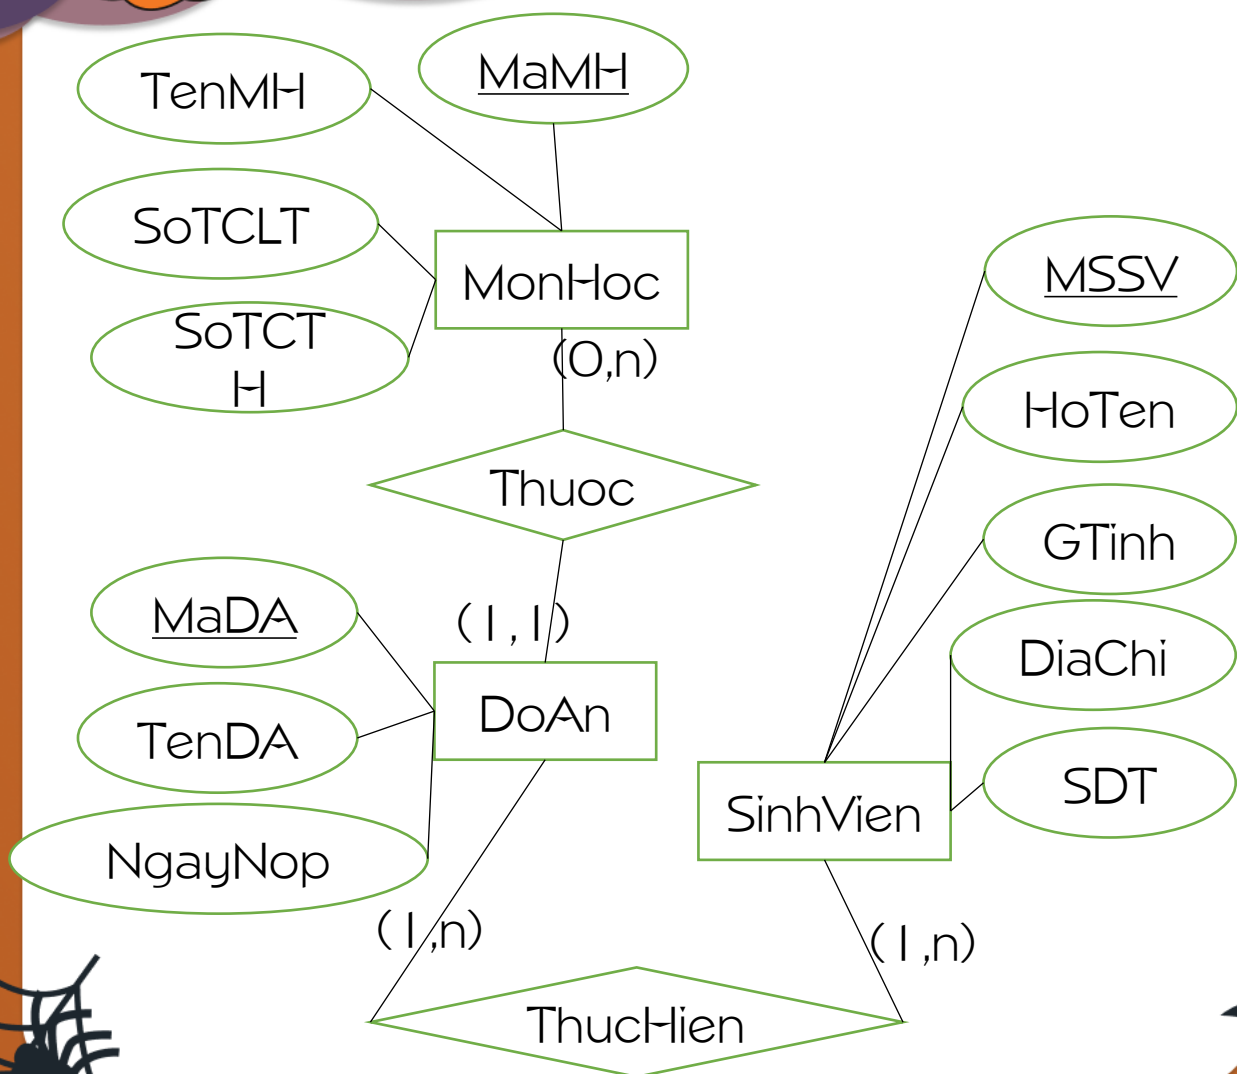 TenMH
MaMH
SoTCLT
SoTCT
H
MonHoc
(0,n)
Thuoc
(1,1)
MaDA
TenDA
NgayNop
DoAn
(1,n)
MSSV
HoTen
GTinh
DiaChi
SDT
SinhVien
(1,n)
ThucHien